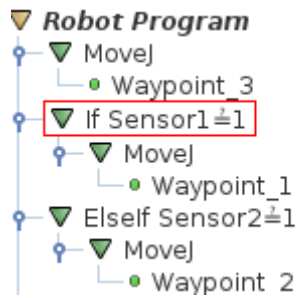 Robot Program
MoveJ
Waypoint_3
If Sensor1≟1
MoveJ
Waypoint_1
ElseIf Sensor2≟1
MoveJ
Waypoint_2